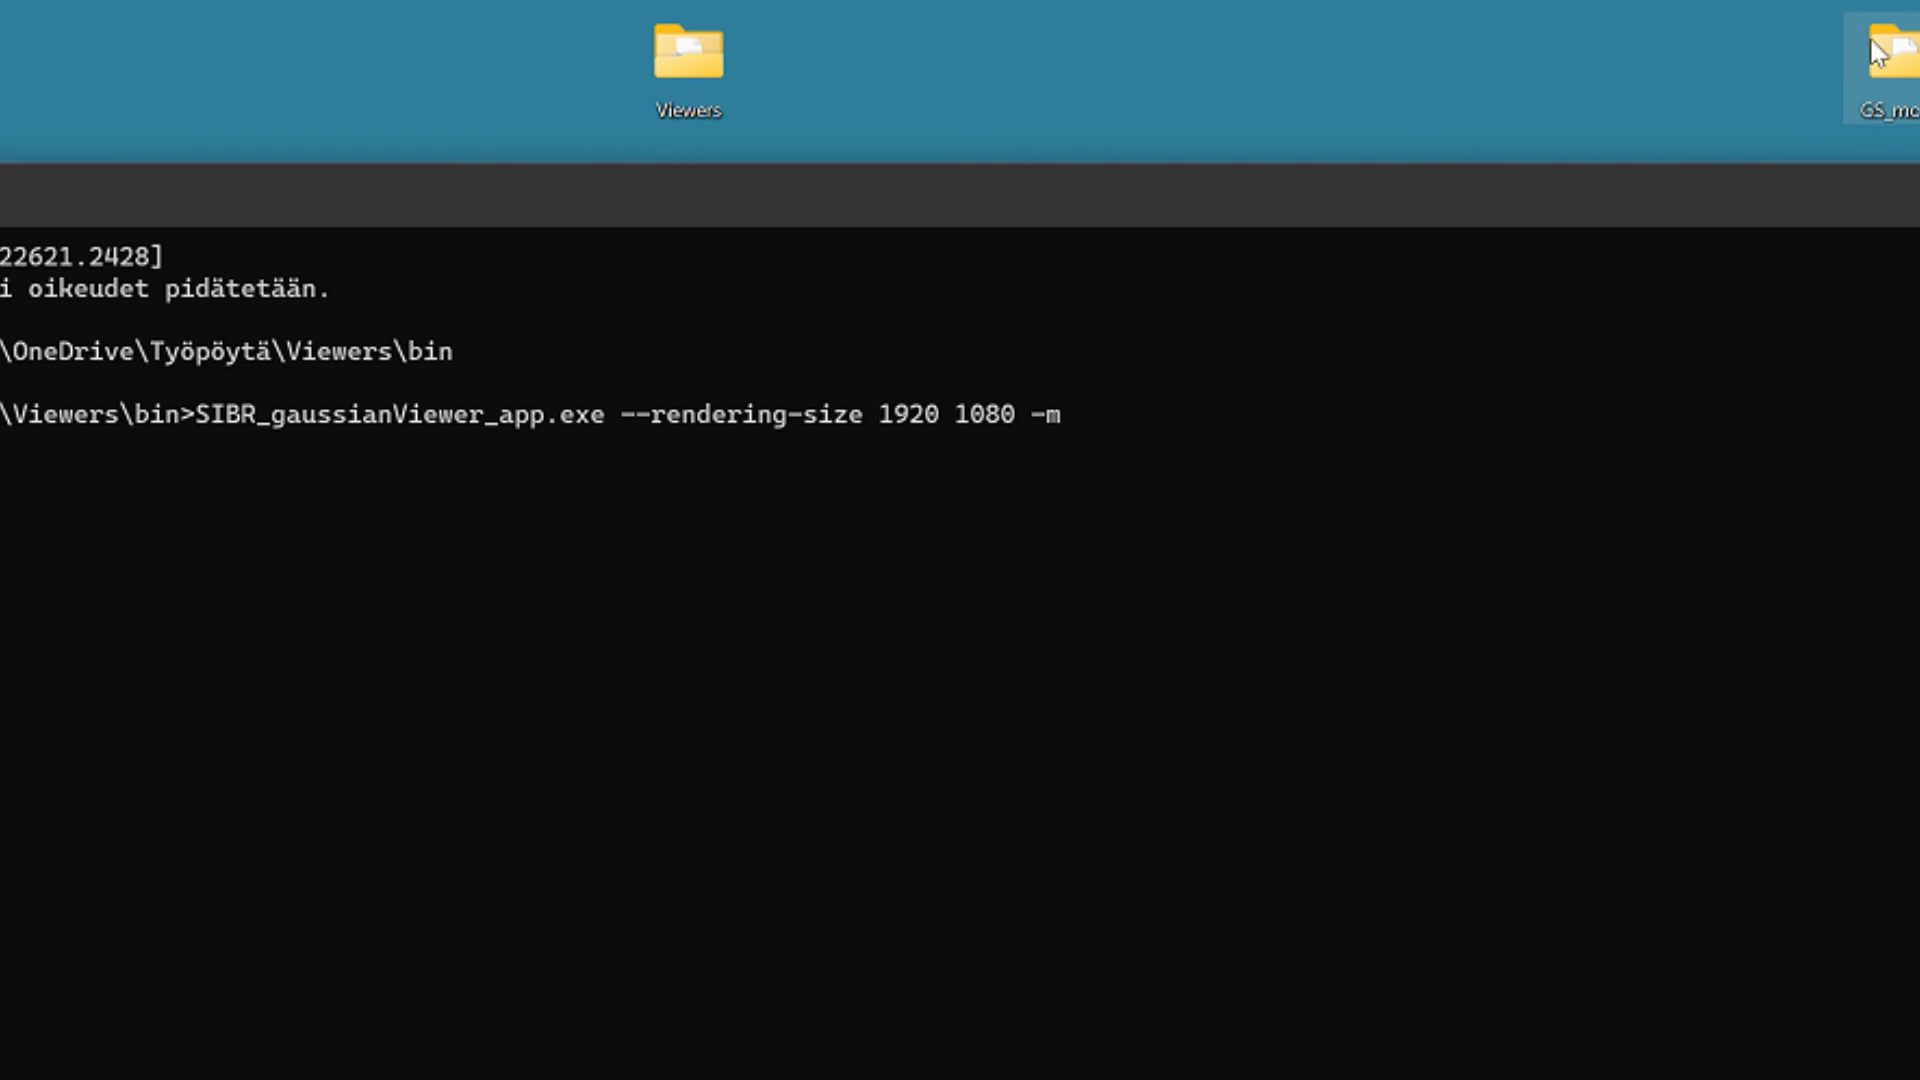 Viewers
GS_mo
22621.2428]
i oikeudet pidätetään.
\OneDrive\Työpöytä\Viewers\bin
\Viewers\bin>SIBR_gaussianViewer_app.exe --rendering-size 1920 1080 -m